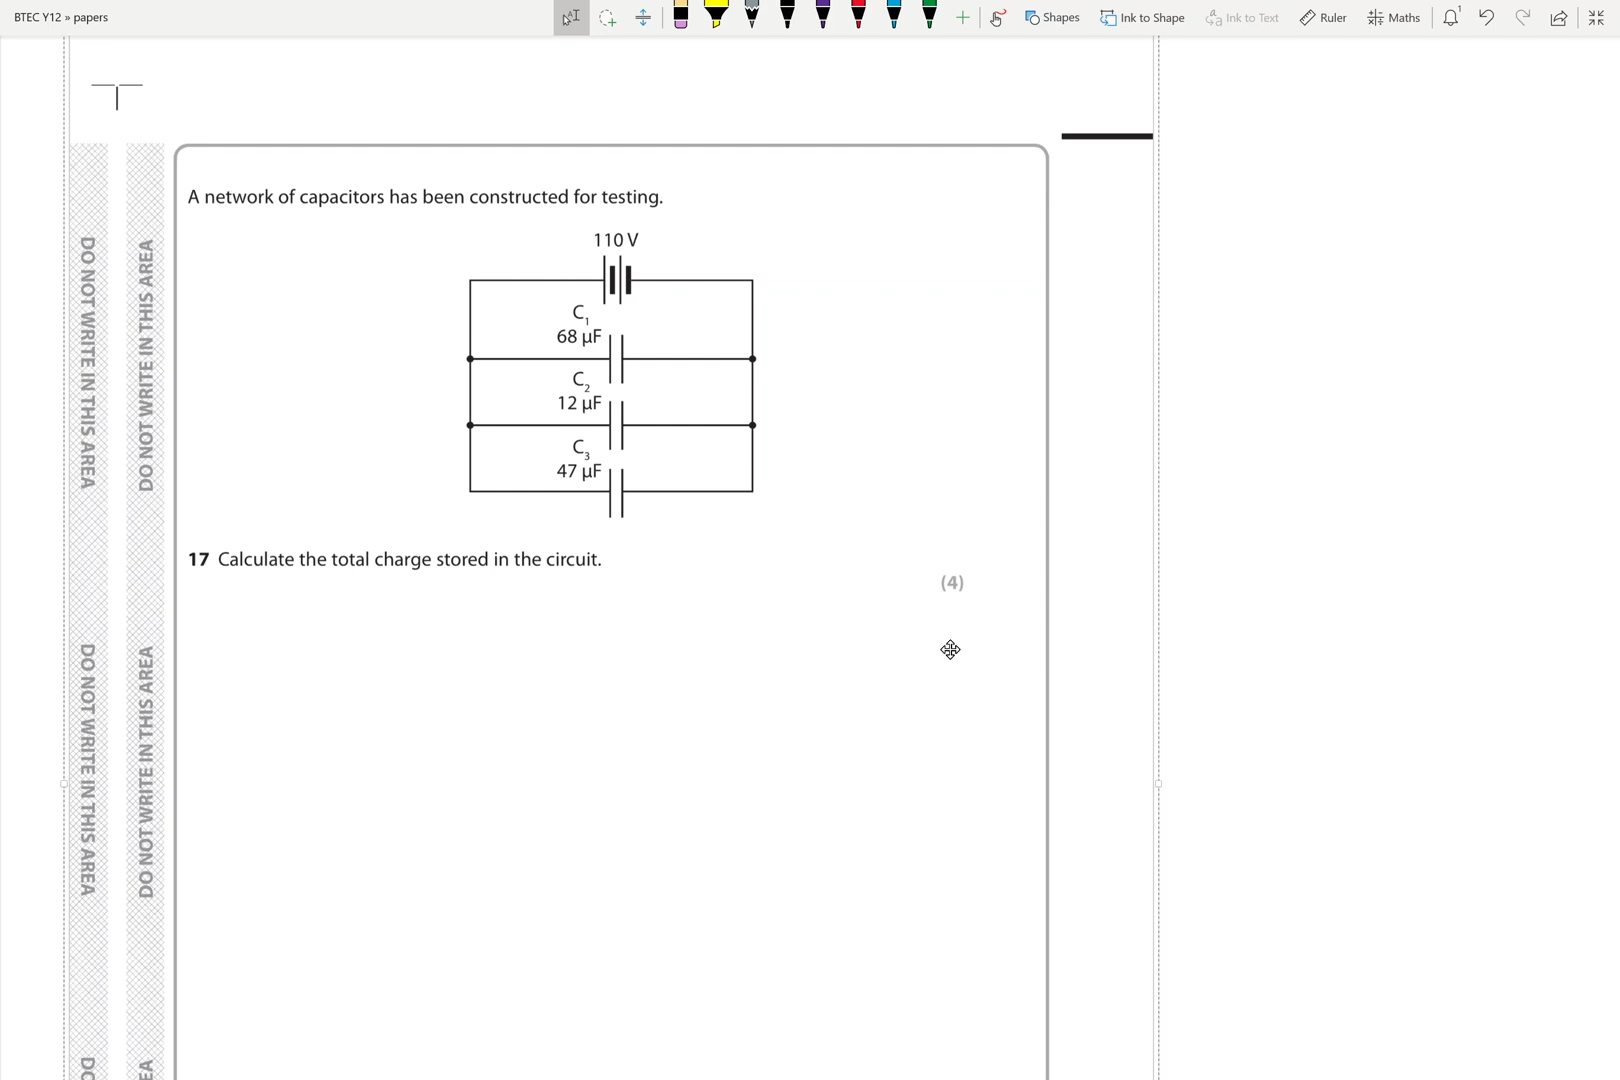 BTEC Y12 » papers
Shapes
Ink to Shape
Ink to Text
Ruler
Maths
1
DO NOT WRITE IN THIS AREA
DO NOT WRITE IN THIS AREA
A network of capacitors has been constructed for testing.
110 V
C1
68 µF
C2
12 µF
C3
47 µF
17 Calculate the total charge stored in the circuit.
(4)
DO NOT WRITE IN THIS AREA
DO NOT WRITE IN THIS AREA
DO
EA